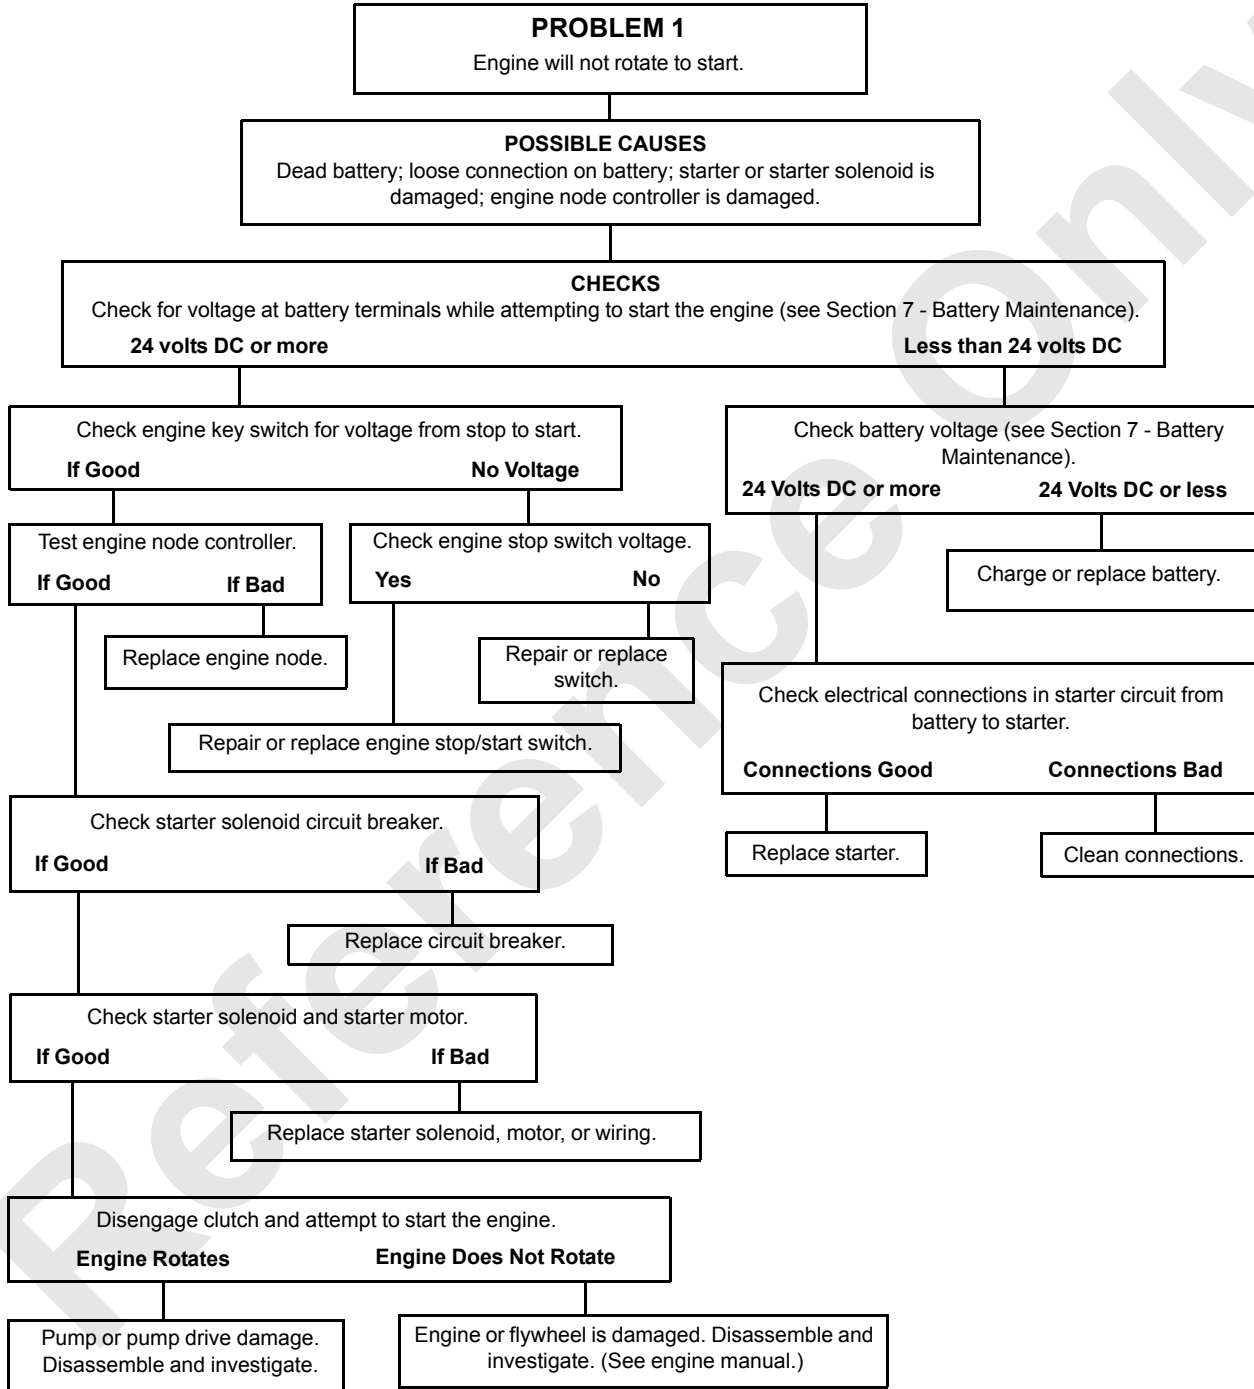 PROBLEM 1
Engine will not rotate to start.
POSSIBLE CAUSES
Dead battery; loose connection on battery; starter or starter solenoid is
damaged; engine node controller is damaged.
CHECKS
Check for voltage at battery terminals while attempting to start the engine (see Section 7 - Battery Maintenance).
24 volts DC or more
Less than 24 volts DC
Check engine key switch for voltage from stop to start.
If Good
No Voltage
Check battery voltage (see Section 7 - Battery
Maintenance).
24 Volts DC or more
24 Volts DC or less
Test engine node controller.
If Good
If Bad
Check engine stop switch voltage.
Yes
No
Charge or replace battery.
Replace engine node.
Repair or replace
switch.
Repair or replace engine stop/start switch.
Check electrical connections in starter circuit from
battery to starter.
Connections Good
Connections Bad
Check starter solenoid circuit breaker.
If Good
If Bad
Replace starter.
Clean connections.
Replace circuit breaker.
Check starter solenoid and starter motor.
If Good
If Bad
Replace starter solenoid, motor, or wiring.
Disengage clutch and attempt to start the engine.
Engine Rotates
Engine Does Not Rotate
Pump or pump drive damage.
Disassemble and investigate.
Engine or flywheel is damaged. Disassemble and
investigate. (See engine manual.)
Reference Only